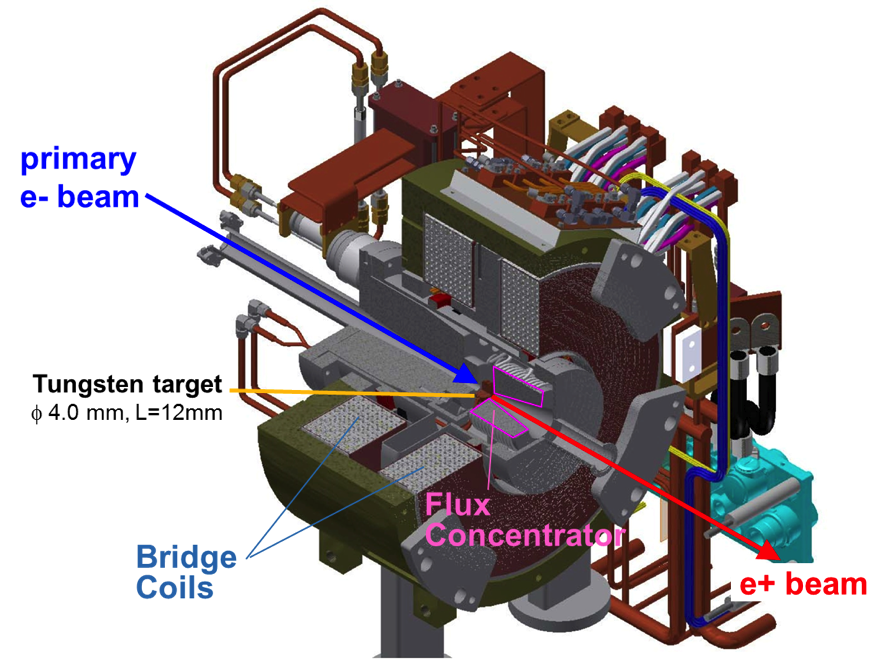 primary
e- beam
Tungsten target
ϕ 4.0 mm, L=12mm
Flux
Concentrator
Bridge
Coils
e+ beam